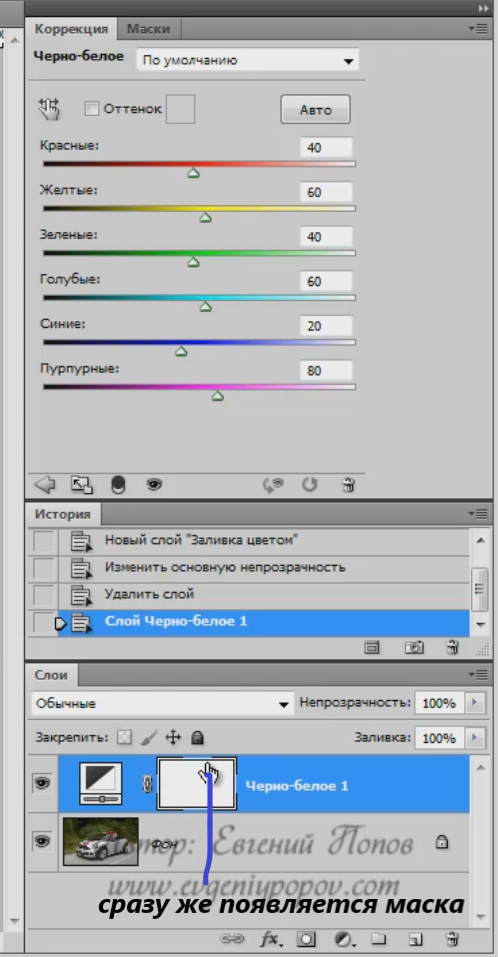 Коррекция Маски
Черно-белое По умолчанию
Оттенок Авто
Красные: 40
Желтые: 60
Зеленые: 40
Голубые: 60
Синие: 20
Пурпурные: 80
История
Новый слой "Заливка цветом"
Изменить основную непрозрачность
Удалить слой
Слой Черно-белое 1
Слои
Обычные Непрозрачность: 100%
Закрепить: Заливка: 100%
Черно-белое 1
Фон
Автор: Евгений Попов
www.evgeniypopov.com
сразу же появляется маска
fx.